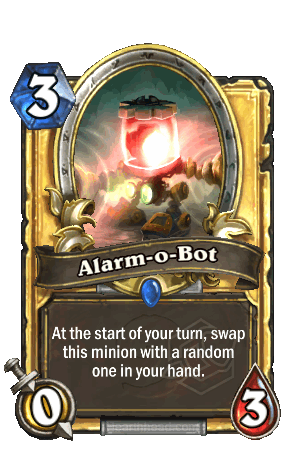 3
Alarm-o-Bot
At the start of your turn, swap
this minion with a random
one in your hand.
0
3